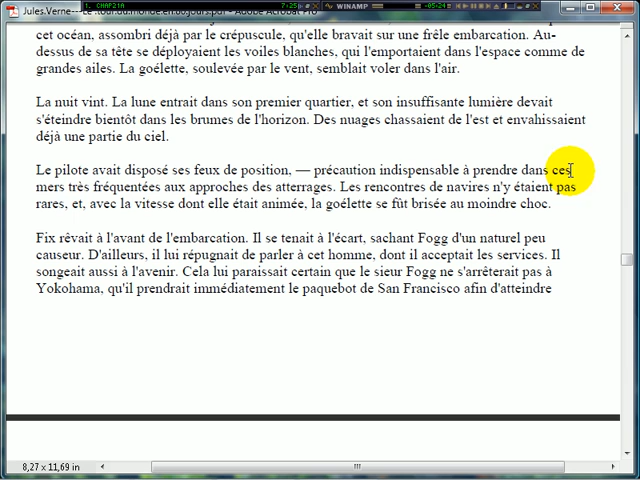 1. CHAP21A
7:25
WINAMP
-05:24
Jules.Verne
cet océan, assombri déjà par le crépuscule, qu'elle bravait sur une frêle embarcation. Au-
dessus de sa tête se déployaient les voiles blanches, qui l'emportaient dans l'espace comme de
grandes ailes. La goélette, soulevée par le vent, semblait voler dans l'air.
La nuit vint. La lune entrait dans son premier quartier, et son insuffisante lumière devait
s'éteindre bientôt dans les brumes de l'horizon. Des nuages chassaient de l'est et envahissaient
déjà une partie du ciel.
Le pilote avait disposé ses feux de position, — précaution indispensable à prendre dans ces
mers très fréquentées aux approches des atterrages. Les rencontres de navires n'y étaient pas
rares, et, avec la vitesse dont elle était animée, la goélette se fût brisée au moindre choc.
Fix rêvait à l'avant de l'embarcation. Il se tenait à l'écart, sachant Fogg d'un naturel peu
causeur. D'ailleurs, il lui répugnait de parler à cet homme, dont il acceptait les services. Il
songeait aussi à l'avenir. Cela lui paraissait certain que le sieur Fogg ne s'arrêterait pas à
Yokohama, qu'il prendrait immédiatement le paquebot de San Francisco afin d'atteindre
8,27 x 11,69 in